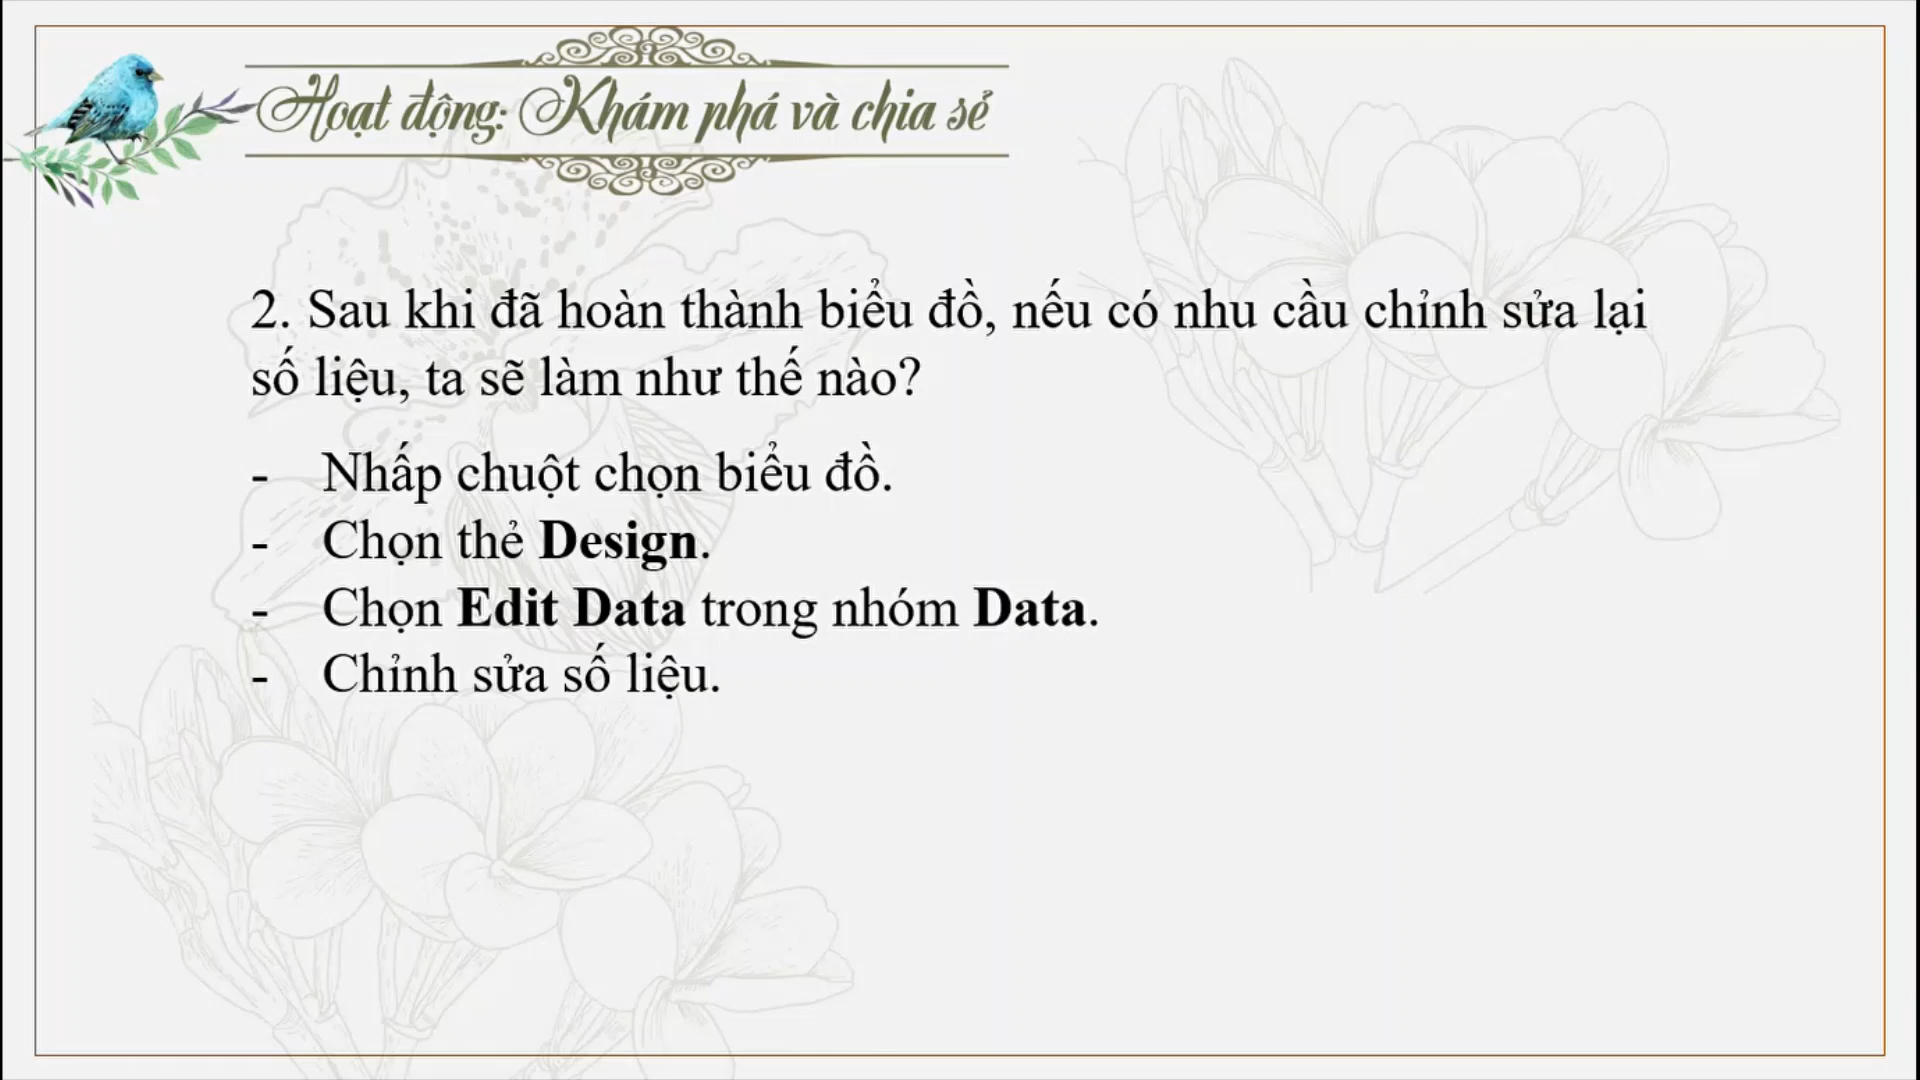 Hoạt động: Khám phá và chia sẻ
2. Sau khi đã hoàn thành biểu đồ, nếu có nhu cầu chỉnh sửa lại
số liệu, ta sẽ làm như thế nào?
- Nhấp chuột chọn biểu đồ.
- Chọn thẻ Design.
- Chọn Edit Data trong nhóm Data.
- Chỉnh sửa số liệu.